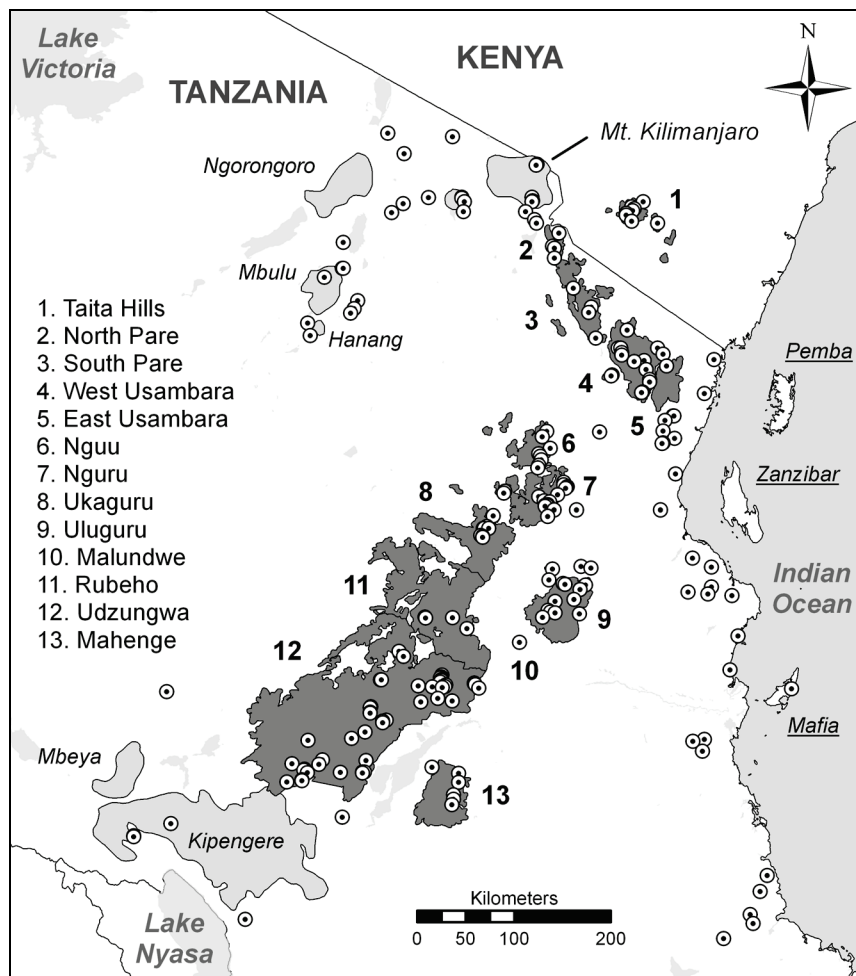 Lake
Victoria
KENYA
N
TANZANIA
Mt. Kilimanjaro
Ngorongoro
1
2
Mbulu
1. Taita Hills
2. North Pare
3. South Pare
4. West Usambara
5. East Usambara
6. Nguu
7. Nguru
8. Ukaguru
9. Uluguru
10. Malundwe
11. Rubeho
12. Udzungwa
13. Mahenge
Hanang
3
Pemba
4
5
6
Zanzibar
7
8
Indian
Ocean
11
9
10
12
Mafia
Mbeya
13
Kipengere
Kilometers
0 50 100 200
Lake
Nyasa